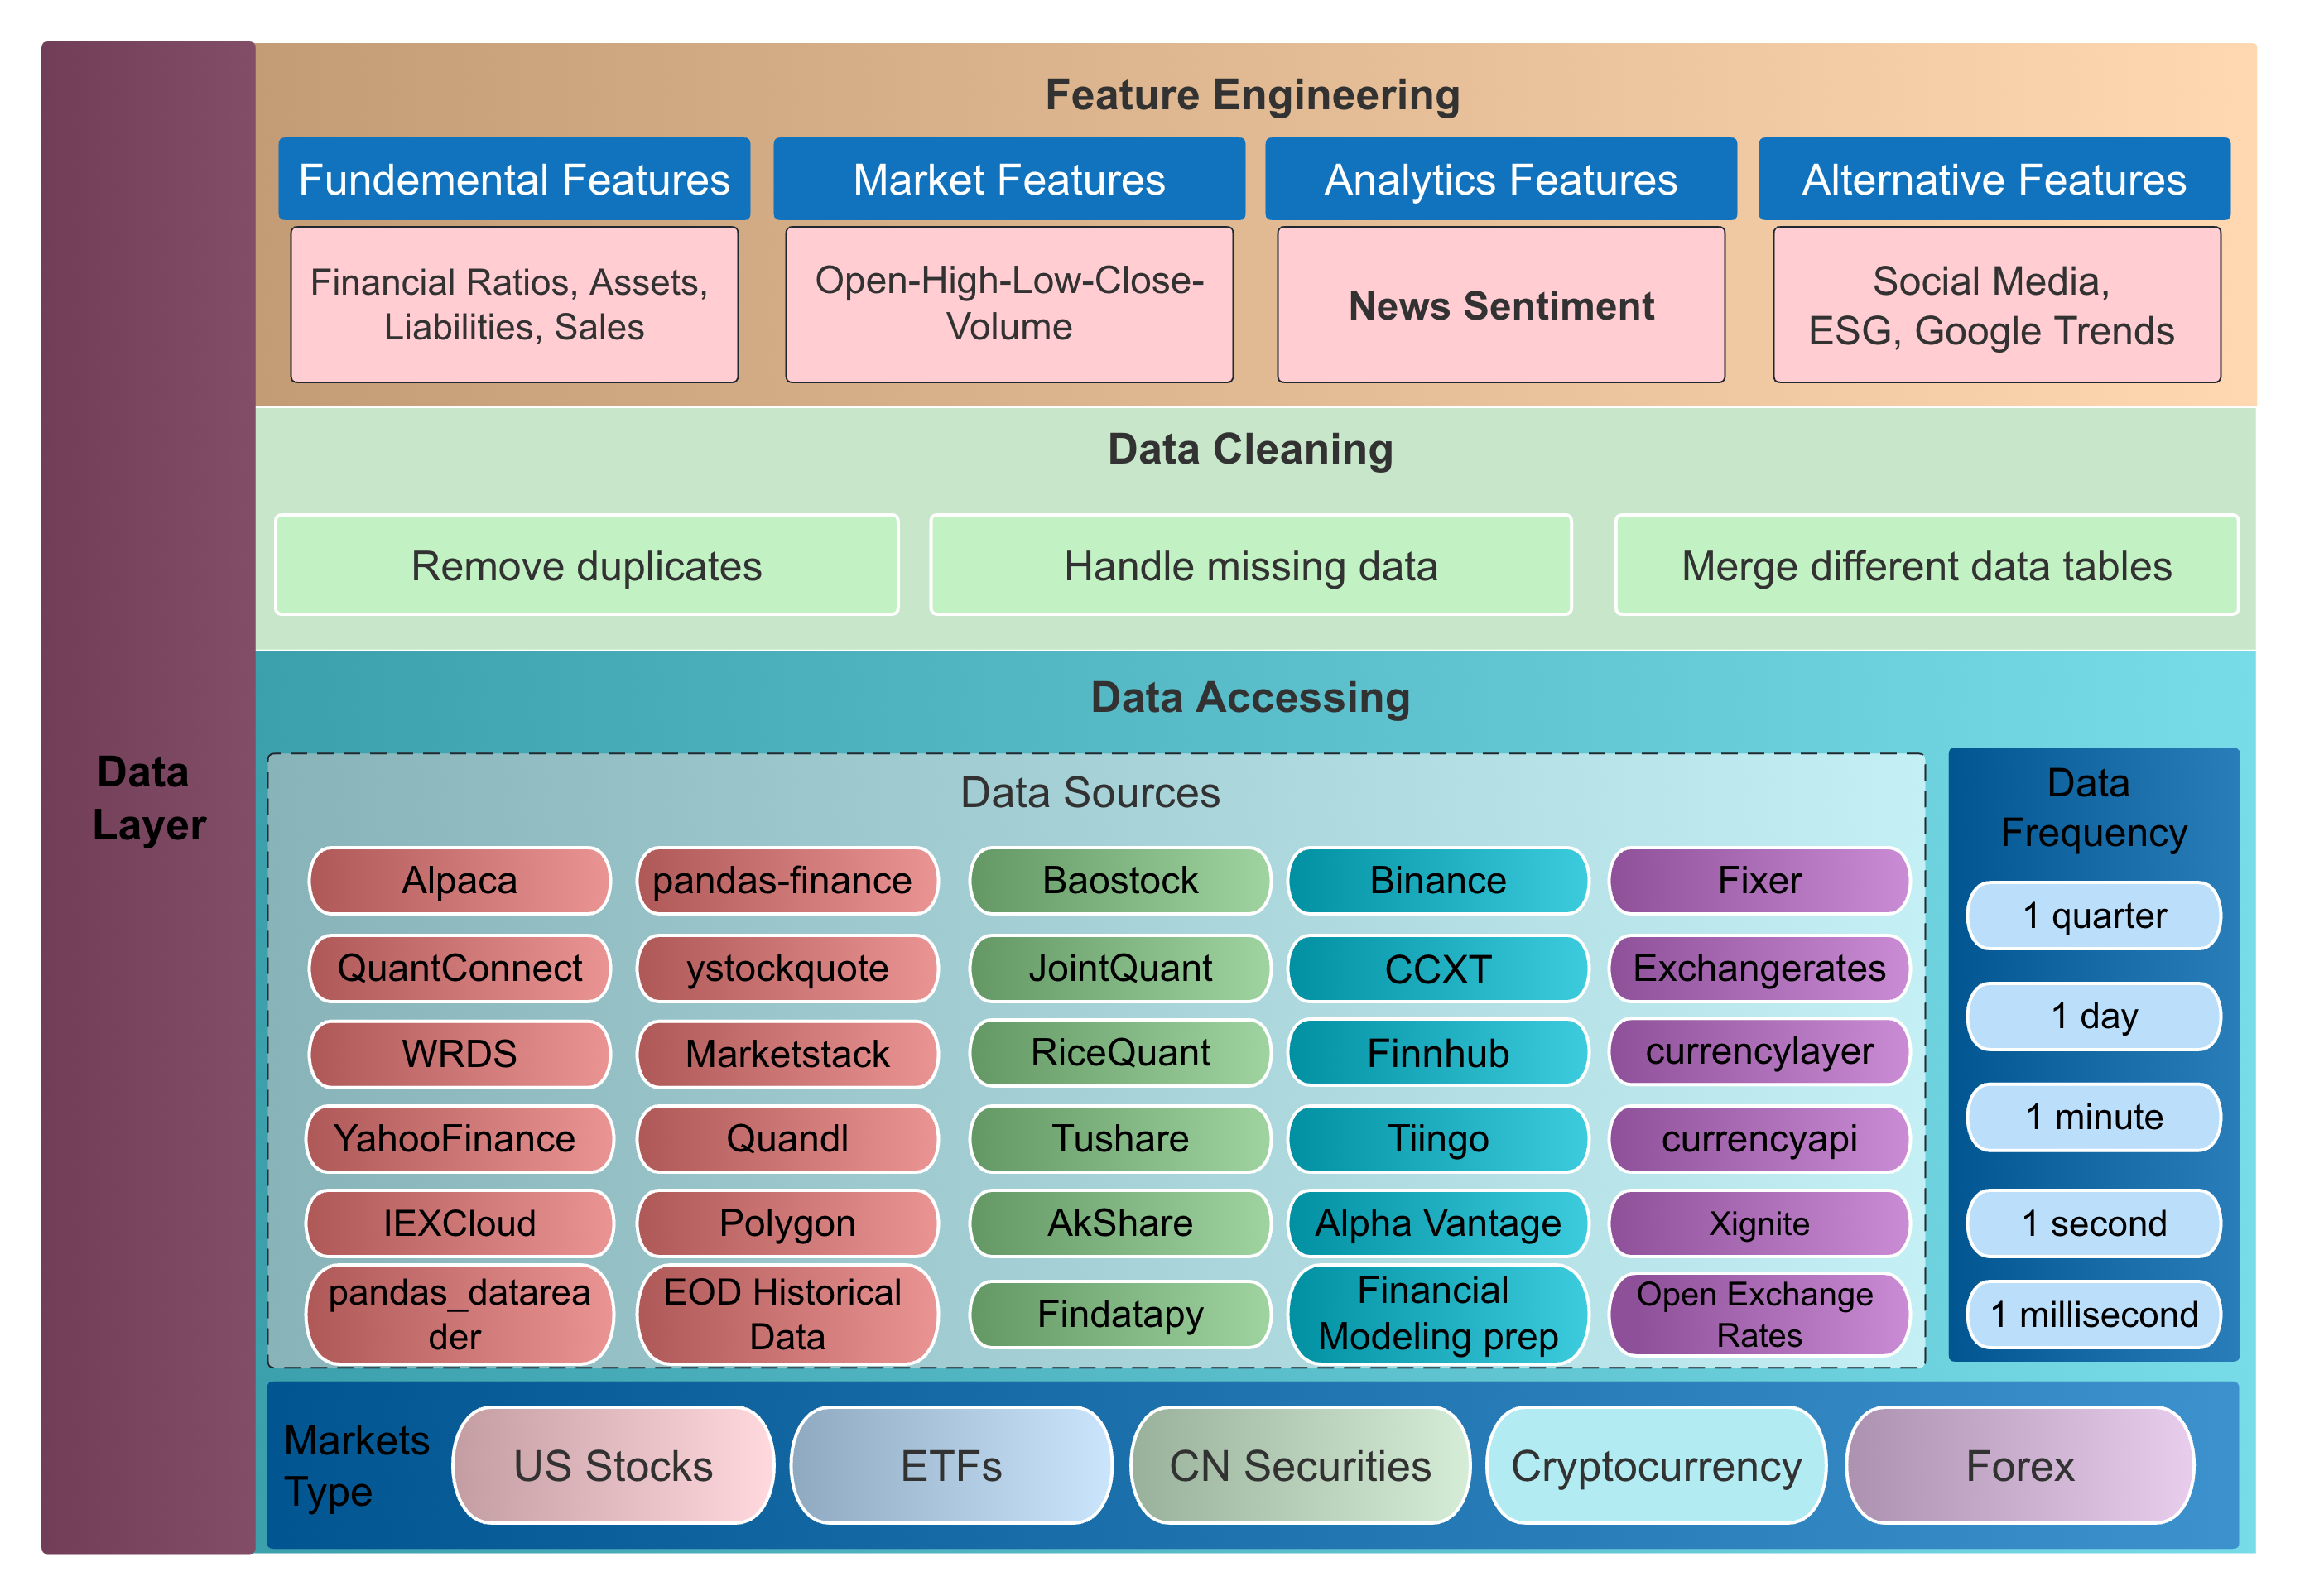 Data
Layer
Feature Engineering
Fundemental Features
Financial Ratios, Assets,
Liabilities, Sales
Market Features
Open-High-Low-Close-
Volume
Analytics Features
News Sentiment
Alternative Features
Social Media,
ESG, Google Trends
Data Cleaning
Remove duplicates
Handle missing data
Merge different data tables
Data Accessing
Data Sources
Alpaca
QuantConnect
WRDS
YahooFinance
IEXCloud
pandas_datarea
der
pandas-finance
ystockquote
Marketstack
Quandl
Polygon
EOD Historical
Data
Baostock
JointQuant
RiceQuant
Tushare
AkShare
Findatapy
Binance
CCXT
Finnhub
Tiingo
Alpha Vantage
Financial
Modeling prep
Fixer
Exchangerates
currencylayer
currencyapi
Xignite
Open Exchange
Rates
Data
Frequency
1 quarter
1 day
1 minute
1 second
1 millisecond
Markets
Type
US Stocks
ETFs
CN Securities
Cryptocurrency
Forex